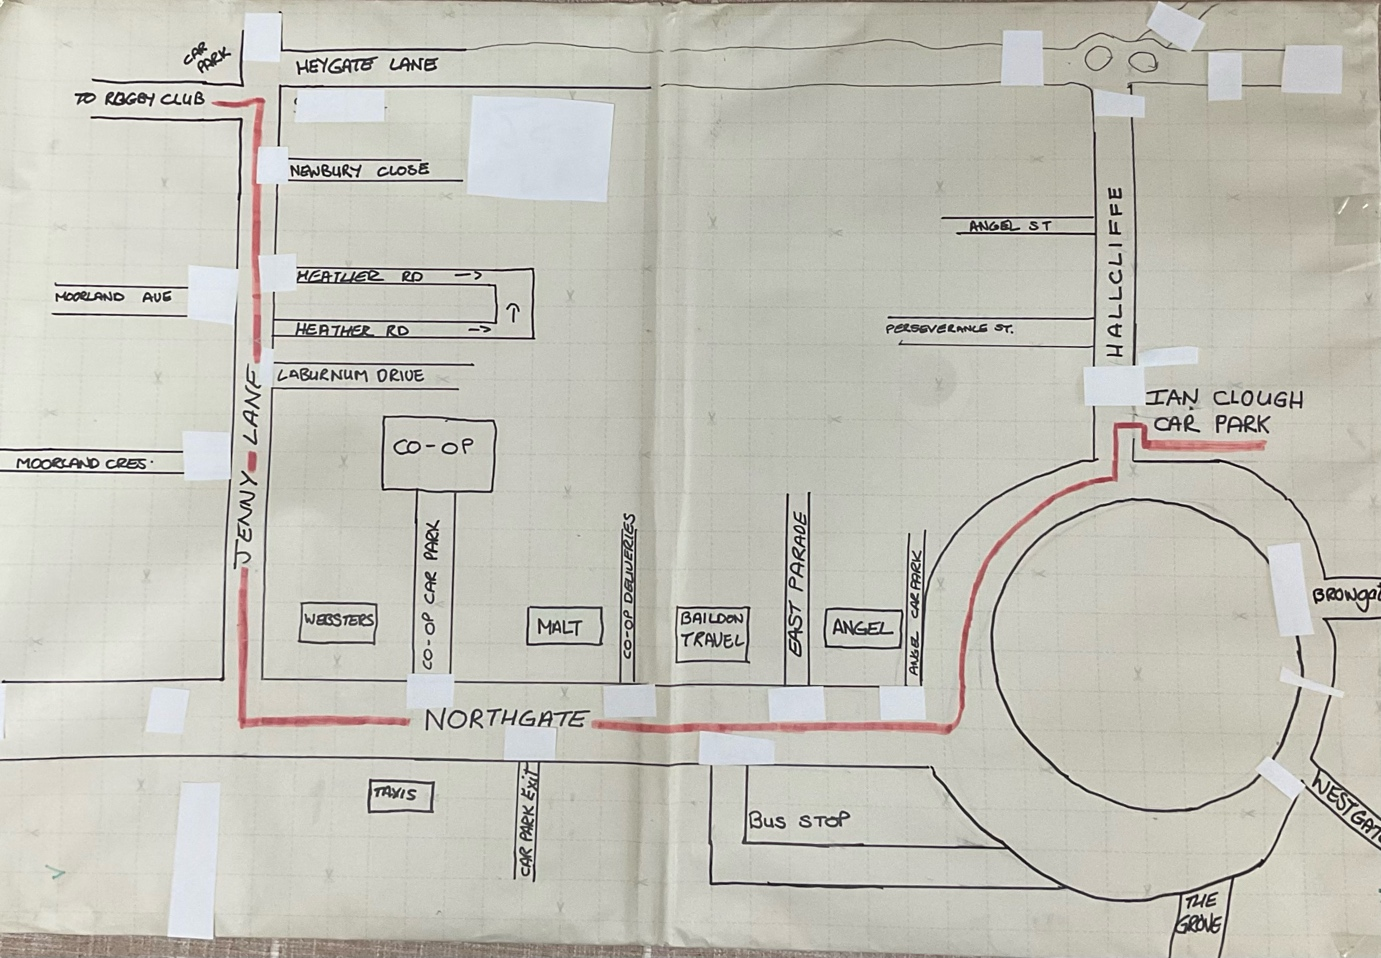 CAR
PARK
HEYGATE LANE
TO RUGBY CLUB
NEWBURY CLOSE
ANGEL ST
HALLCLIFFE
HEATHER RD ->
MOORLAND AVE
HEATHER RD ->
PERSEVERANCE ST.
LABURNUM DRIVE
IAN CLOUGH
CAR PARK
CO-OP
MOORLAND CRES.
JENNY LANE
CO-OP CAR PARK
CO-OP DELIVERIES
EAST PARADE
ANGEL CARPARK
BROWGAT
WEBSTERS
MALT
BAILDON
TRAVEL
ANGEL
NORTHGATE
TAXIS
CAR PARK EXIT
BUS STOP
WESTGATE
THE
GROVE